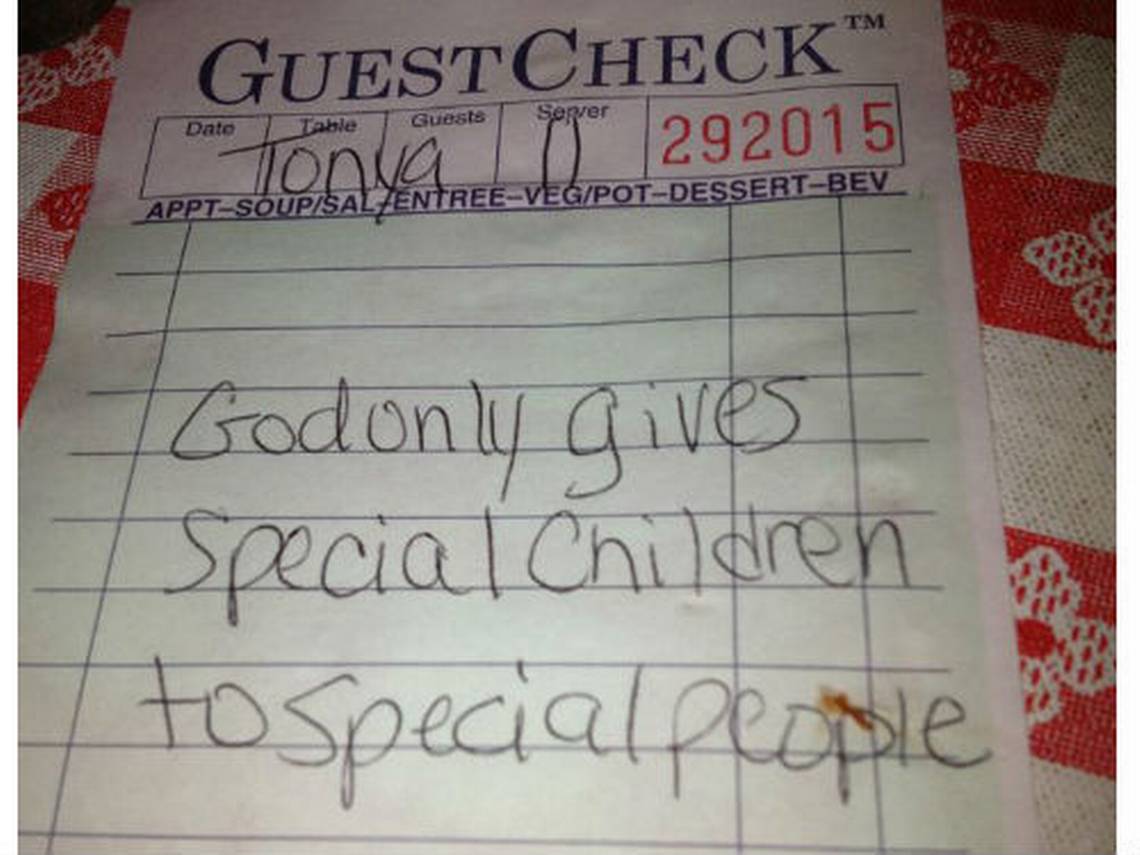 GUESTCHECK™
Date Table Guests Server 292015
Tonya
APPT–SOUP/SAL–ENTREE–VEG/POT–DESSERT–BEV
God only gives
Special Children
to special people